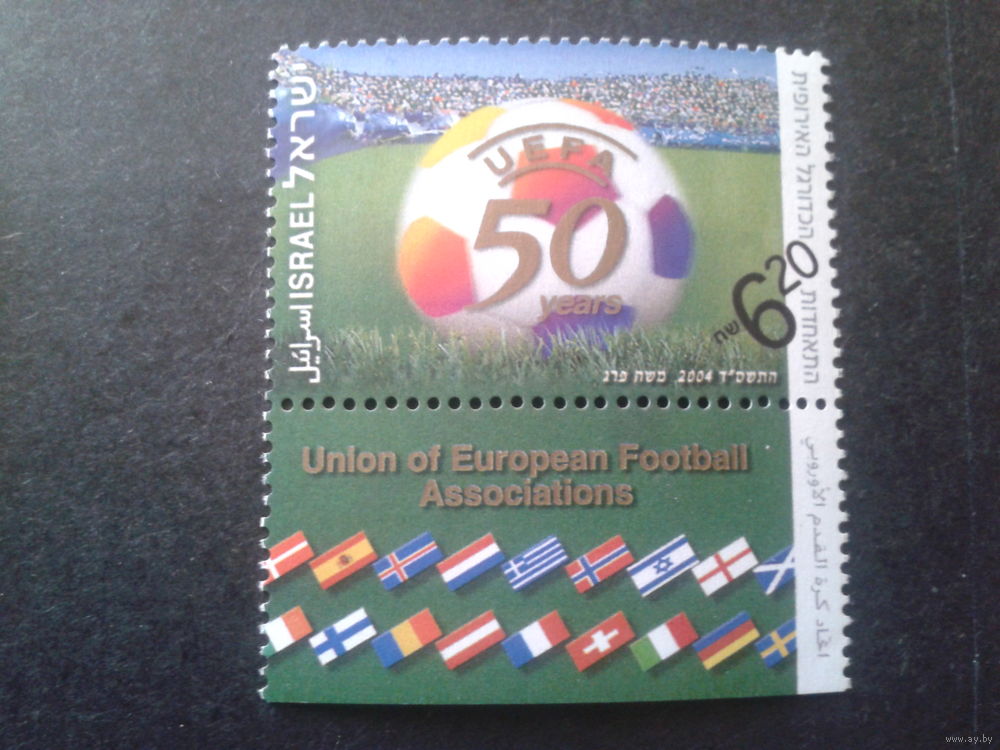 ישראל
ISRAEL
اسرائيل
UEFA
50
years
התאחדות הכדורגל האירופית
6.20
שח
התשס"ד 2004 משה פרג
Union of European Football
Associations
اتحاد كرة القدم الأوروبي
www.ay.by